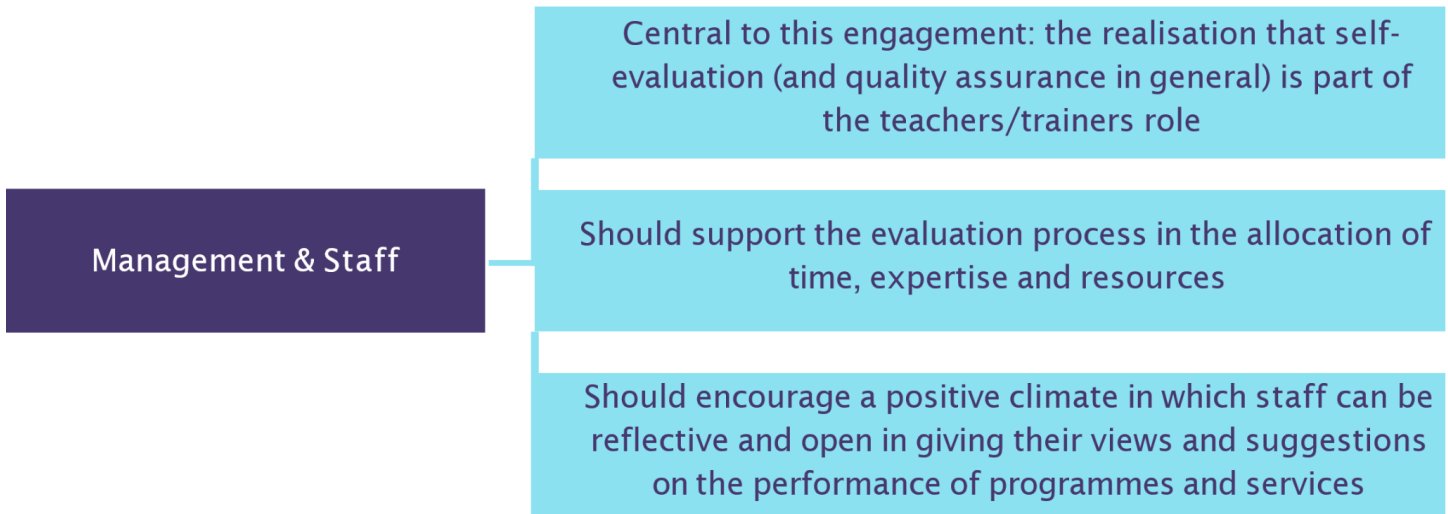 Management & Staff
Central to this engagement: the realisation that self-
evaluation (and quality assurance in general) is part of
the teachers/trainers role
Should support the evaluation process in the allocation of
time, expertise and resources
Should encourage a positive climate in which staff can be
reflective and open in giving their views and suggestions
on the performance of programmes and services